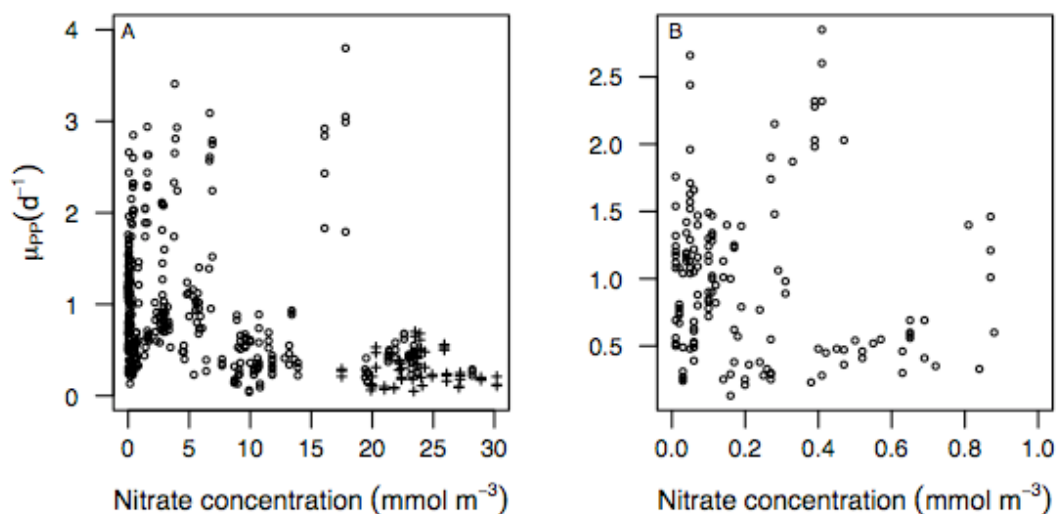 A
μPP(d⁻¹)
4
3
2
1
0
0 5 10 15 20 25 30
Nitrate concentration (mmol m⁻³)
B
2.5
2.0
1.5
1.0
0.5
0.0 0.2 0.4 0.6 0.8 1.0
Nitrate concentration (mmol m⁻³)